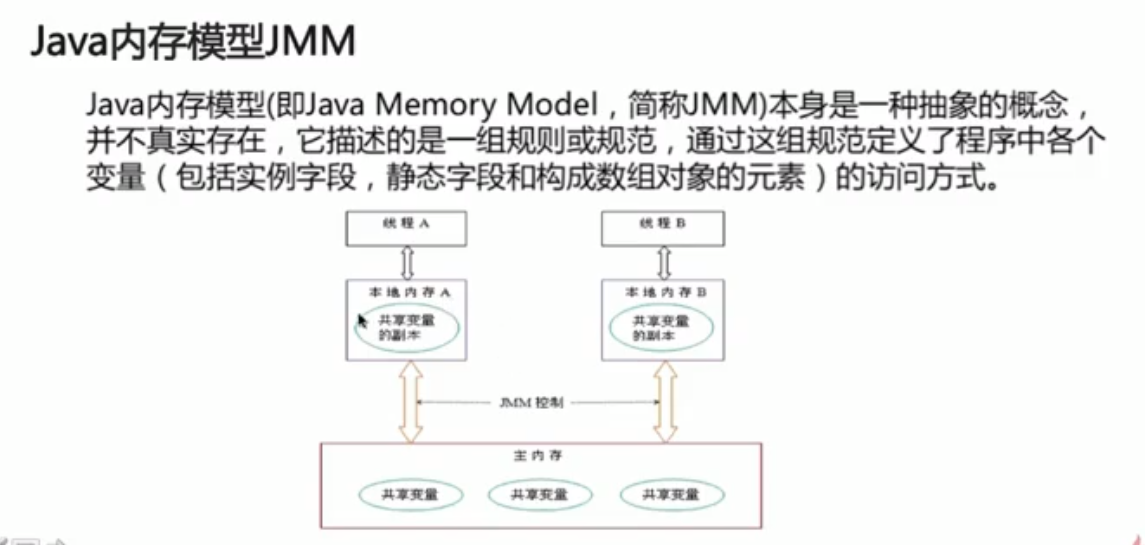 Java内存模型JMM
Java内存模型(即Java Memory Model，简称JMM)本身是一种抽象的概念，
并不真实存在，它描述的是一组规则或规范，通过这组规范定义了程序中各个
变量（包括实例字段，静态字段和构成数组对象的元素）的访问方式。
线程A
线程B
本地内存A
本地内存B
共享变量
的副本
共享变量
的副本
JMM控制
主内存
共享变量
共享变量
共享变量